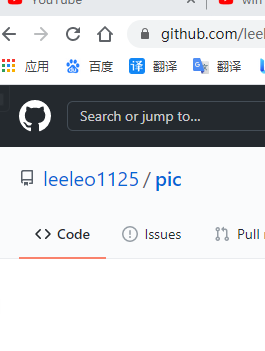 YouTube
win
github.com/leel
应用 百度 翻译 翻译
Search or jump to...
leeleo1125 / pic
Code Issues Pull r